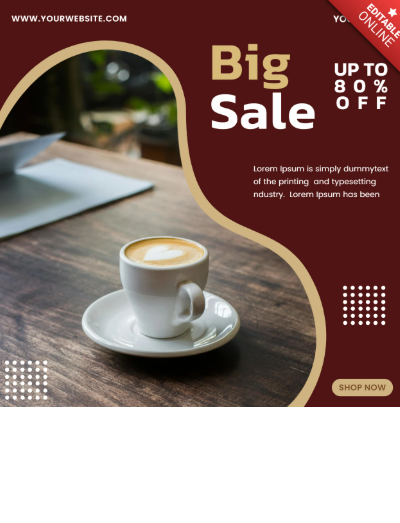 WWW.YOURWEBSITE.COM
EDITABLE
ONLINE
Big
Sale
UP TO
80%
OFF
Lorem Ipsum is simply dummytext
of the printing and typesetting
ndustry. Lorem Ipsum has been
SHOP NOW